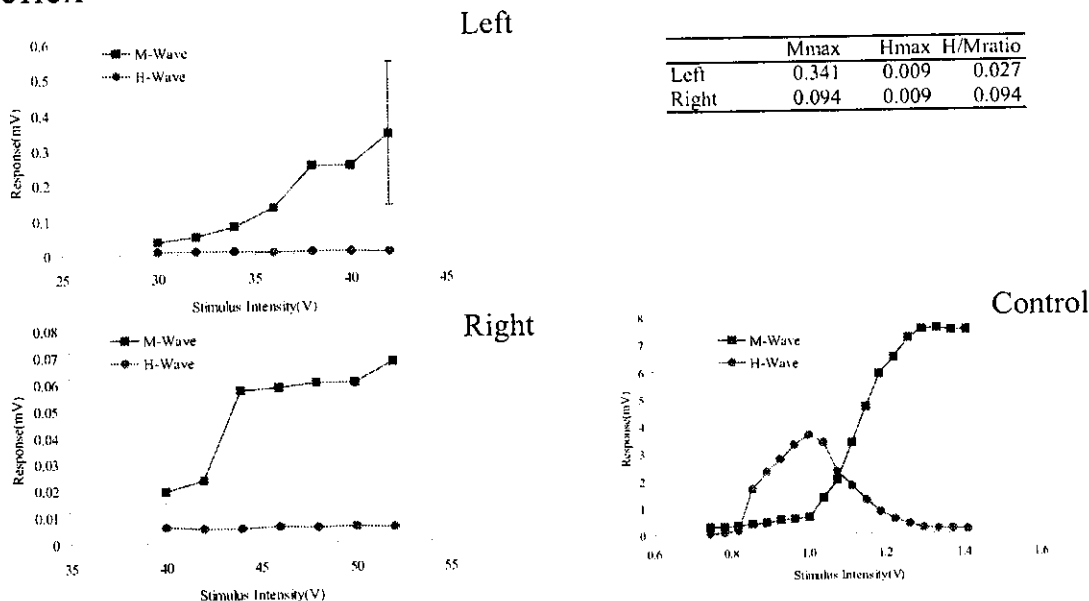 Left
M-Wave
H-Wave
0.6
0.5
0.4
0.3
0.2
0.1
0
Response(mV)
25 30 35 40 45
Stimulus Intensity(V)
Mmax Hmax H/Mratio
Left 0.341 0.009 0.027
Right 0.094 0.009 0.094
Right
M-Wave
H-Wave
0.08
0.07
0.06
0.05
0.04
0.03
0.02
0.01
0
Response(mV)
35 40 45 50 55
Stimulus Intensity(V)
Control
M-Wave
H-Wave
8
7
6
5
4
3
2
1
0
Response(mV)
0.6 0.8 1.0 1.2 1.4 1.6
Stimulus Intensity(V)